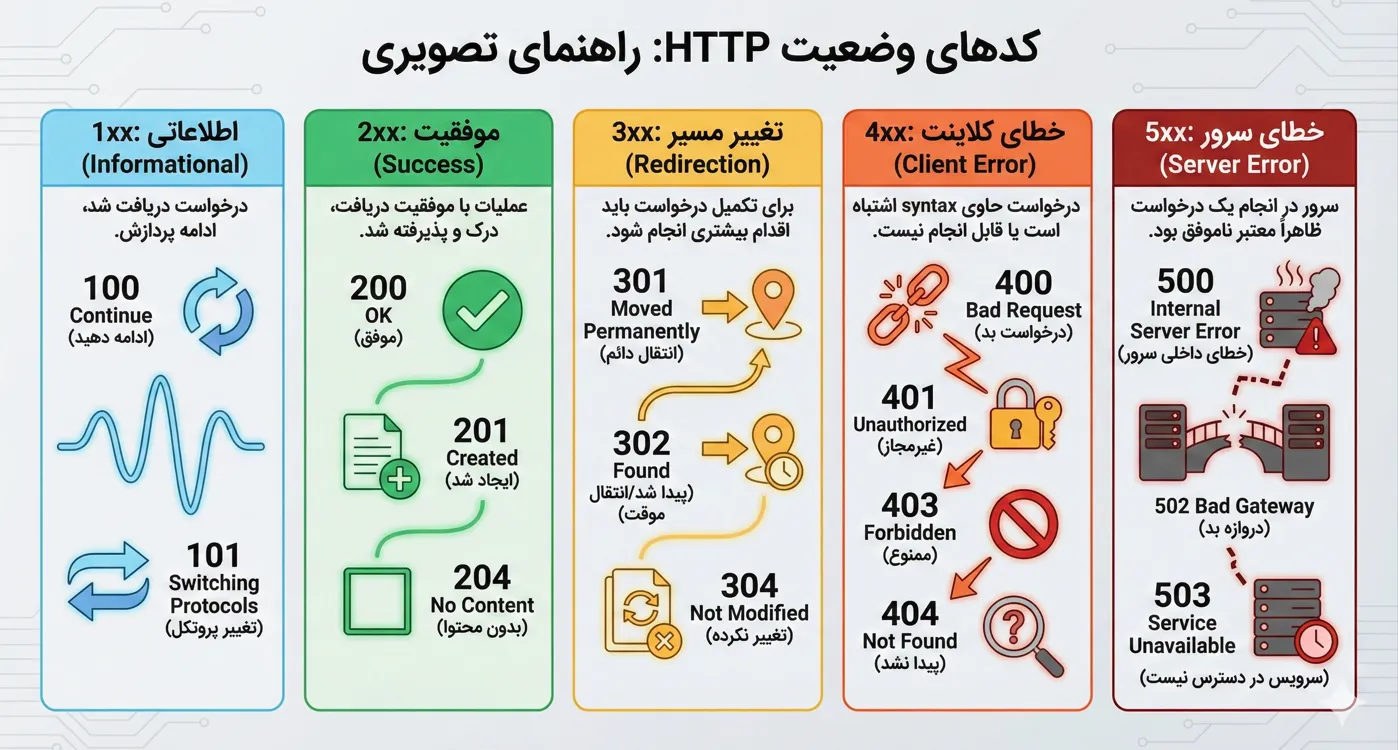 کدهای وضعیت HTTP: راهنمای تصویری
1xx: اطلاعاتی
(Informational)
درخواست دریافت شد،
ادامه پردازش.
100
Continue
(ادامه دهید)
101
Switching
Protocols
(تغییر پروتکل)
2xx: موفقیت
(Success)
عملیات با موفقیت دریافت،
درک و پذیرفته شد.
200
OK
(موفق)
201
Created
(ایجاد شد)
204
No Content
(بدون محتوا)
3xx: تغییر مسیر
(Redirection)
برای تکمیل درخواست باید
اقدام بیشتری انجام شود.
301
Moved
Permanently
(انتقال دائم)
302
Found
(پیدا شد/انتقال
موقت)
304
Not Modified
(تغییر نکرده)
4xx: خطای کلاینت
(Client Error)
درخواست حاوی syntax اشتباه
است یا قابل انجام نیست.
400
Bad Request
(درخواست بد)
401
Unauthorized
(غیرمجاز)
403
Forbidden
(ممنوع)
404
Not Found
(پیدا نشد)
5xx: خطای سرور
(Server Error)
سرور در انجام یک درخواست
ظاهراً معتبر ناموفق بود.
500
Internal
Server Error
(خطای داخلی سرور)
502 Bad Gateway
(دروازه بد)
503
Service
Unavailable
(سرویس در دسترس نیست)